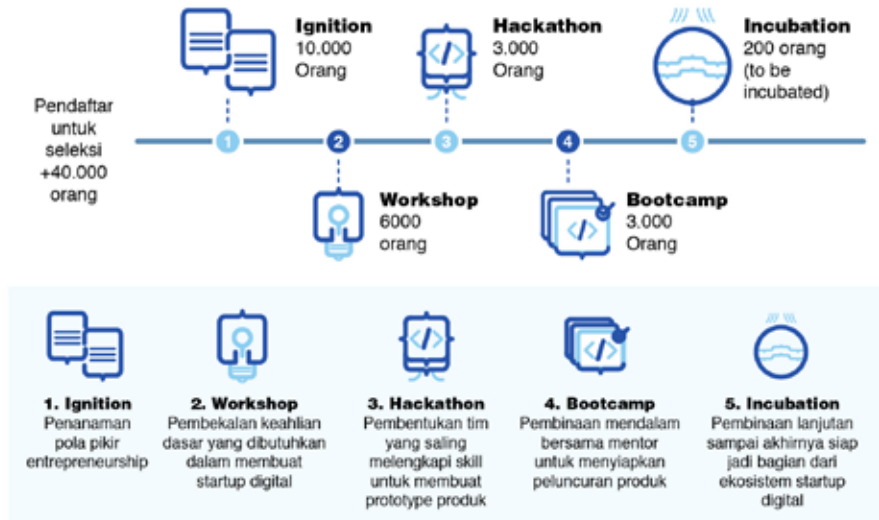 Pendaftar
untuk
seleksi
+40.000
orang
Ignition
10.000
Orang
Hackathon
3.000
Orang
Incubation
200 orang
(to be
incubated)
1
2
3
4
5
Workshop
6000
orang
Bootcamp
3.000
Orang
1. Ignition
Penanaman
pola pikir
entrepreneurship
2. Workshop
Pembekalan keahlian
dasar yang dibutuhkan
dalam membuat
startup digital
3. Hackathon
Pembentukan tim
yang saling
melengkapi skill
untuk membuat
prototype produk
4. Bootcamp
Pembinaan mendalam
bersama mentor
untuk menyiapkan
peluncuran produk
5. Incubation
Pembinaan lanjutan
sampai akhirnya siap
jadi bagian dari
ekosistem startup
digital